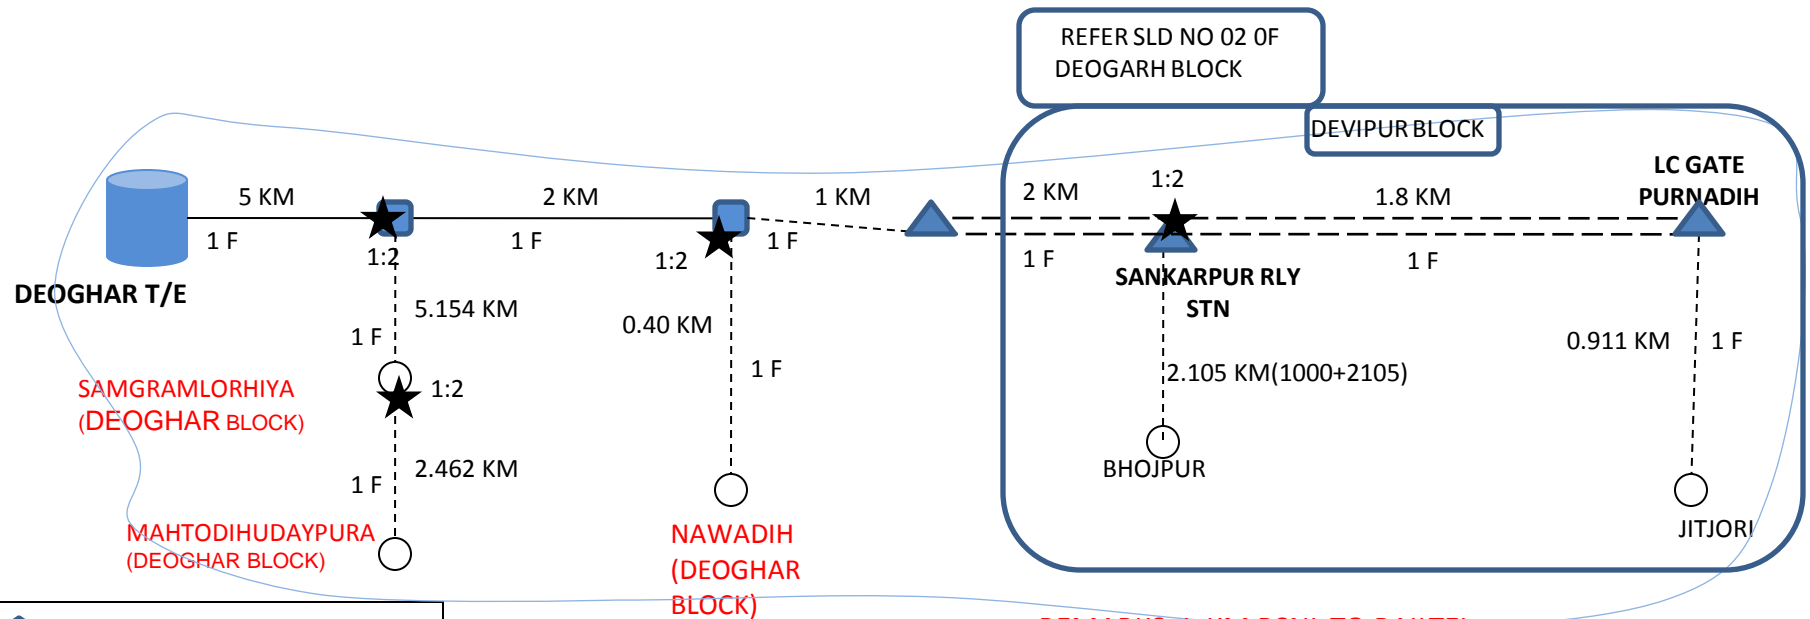 REFER SLD NO 02 0F
DEOGARH BLOCK
DEVIPUR BLOCK
LC GATE
PURNADIH
5 KM
2 KM
1 KM
2 KM
1:2
1.8 KM
1 F
1:2
1 F
1:2
1 F
1 F
1 F
DEOGHAR T/E
SANKARPUR RLY
STN
5.154 KM
1 F
0.40 KM
1 F
0.911 KM
1 F
2.105 KM(1000+2105)
SAMGRAMLORHIYA
(DEOGHAR BLOCK)
1:2
2.462 KM
1 F
BHOJPUR
MAHTODIHUDAYPURA
(DEOGHAR BLOCK)
NAWADIH
(DEOGHAR
BLOCK)
JITJORI